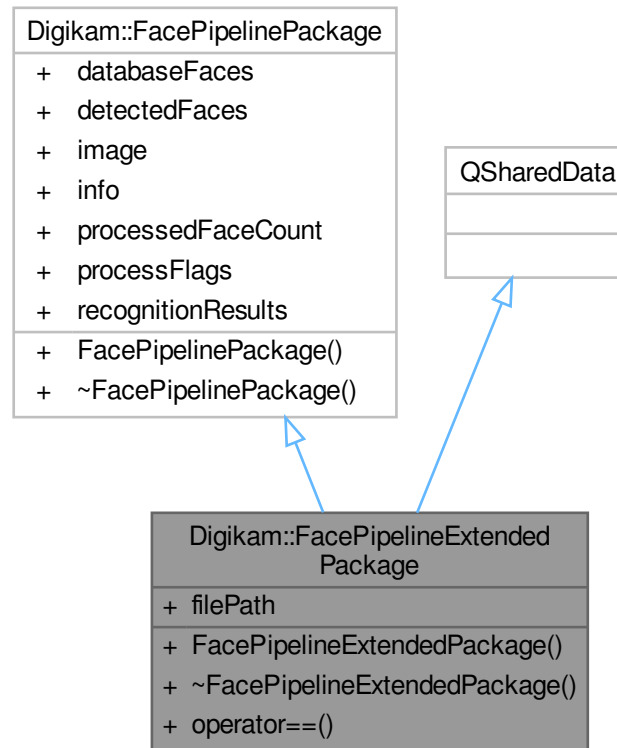 Digikam::FacePipelinePackage
+ databaseFaces
+ detectedFaces
+ image
+ info
+ processedFaceCount
+ processFlags
+ recognitionResults
+ FacePipelinePackage()
+ ~FacePipelinePackage()
QSharedData
Digikam::FacePipelineExtended
Package
+ filePath
+ FacePipelineExtendedPackage()
+ ~FacePipelineExtendedPackage()
+ operator==()